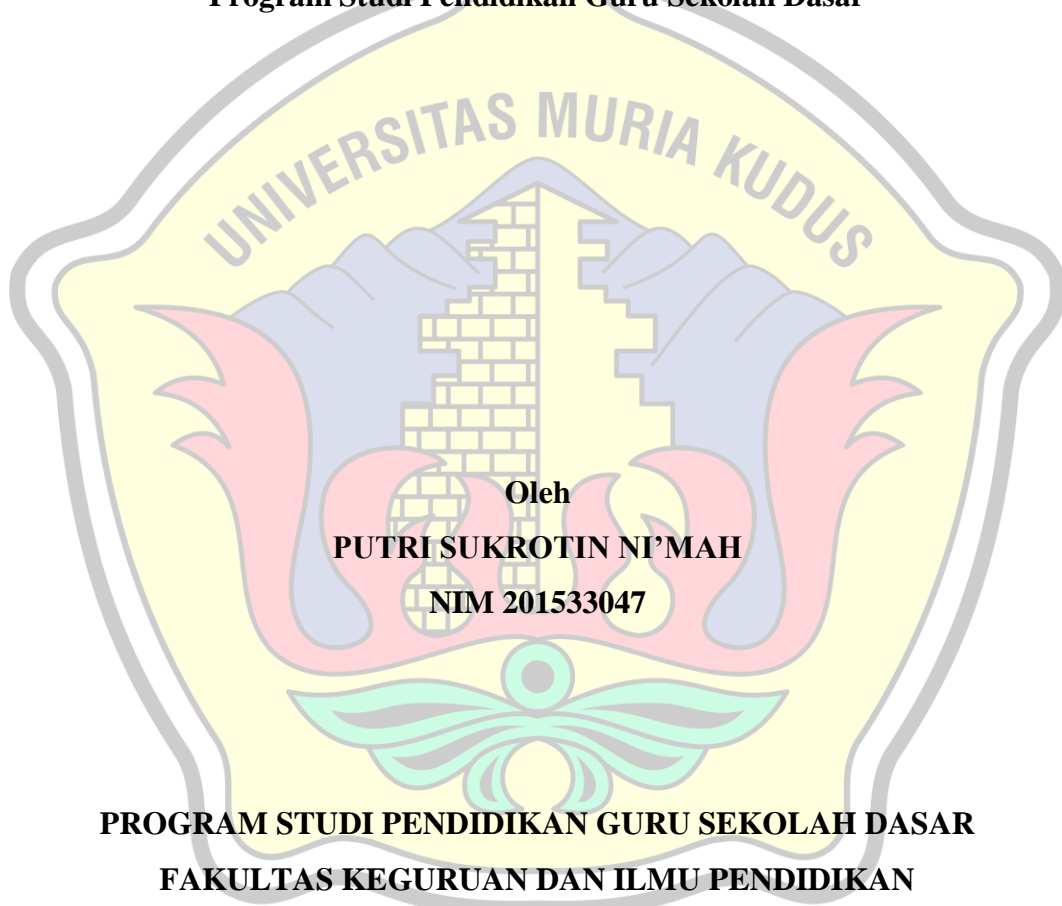 Program Studi Pendidikan Guru Sekolah Dasar
UNIVERSITAS MURIA KUDUS
Oleh
PUTRI SUKROTIN NI’MAH
NIM 201533047
PROGRAM STUDI PENDIDIKAN GURU SEKOLAH DASAR
FAKULTAS KEGURUAN DAN ILMU PENDIDIKAN